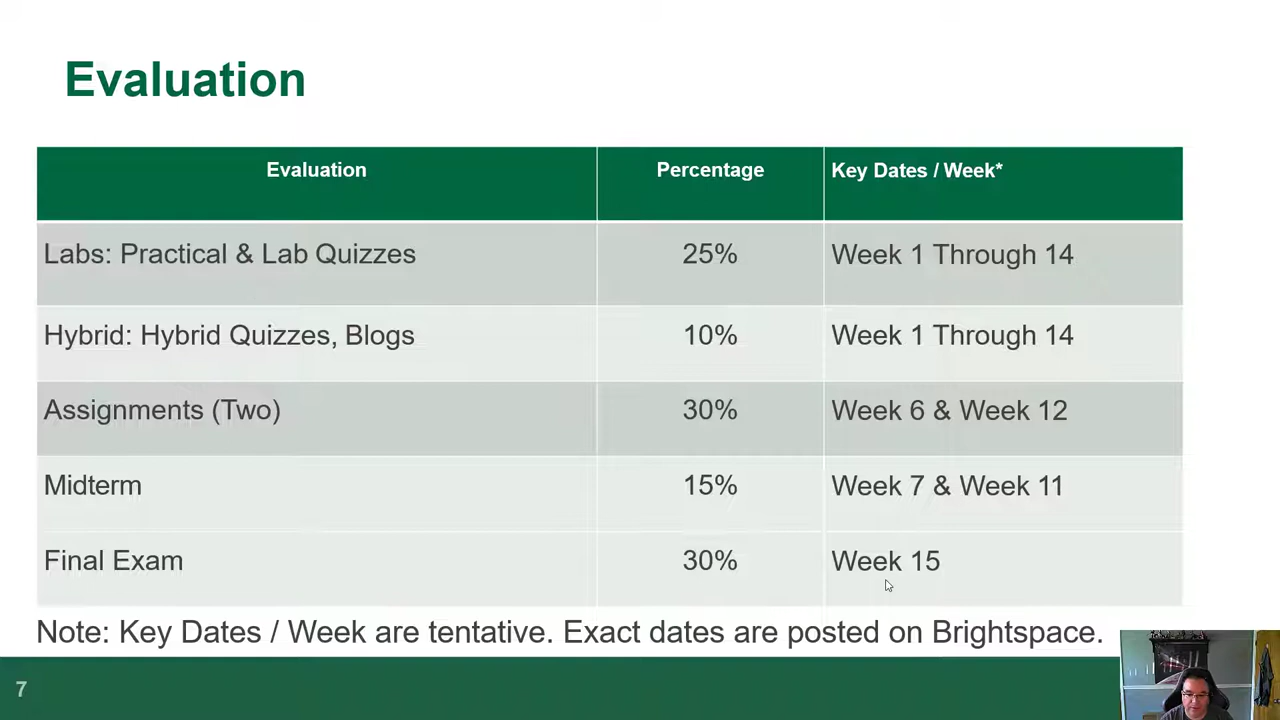 Evaluation
Evaluation Percentage Key Dates / Week*
Labs: Practical & Lab Quizzes 25% Week 1 Through 14
Hybrid: Hybrid Quizzes, Blogs 10% Week 1 Through 14
Assignments (Two) 30% Week 6 & Week 12
Midterm 15% Week 7 & Week 11
Final Exam 30% Week 15
Note: Key Dates / Week are tentative. Exact dates are posted on Brightspace.
7